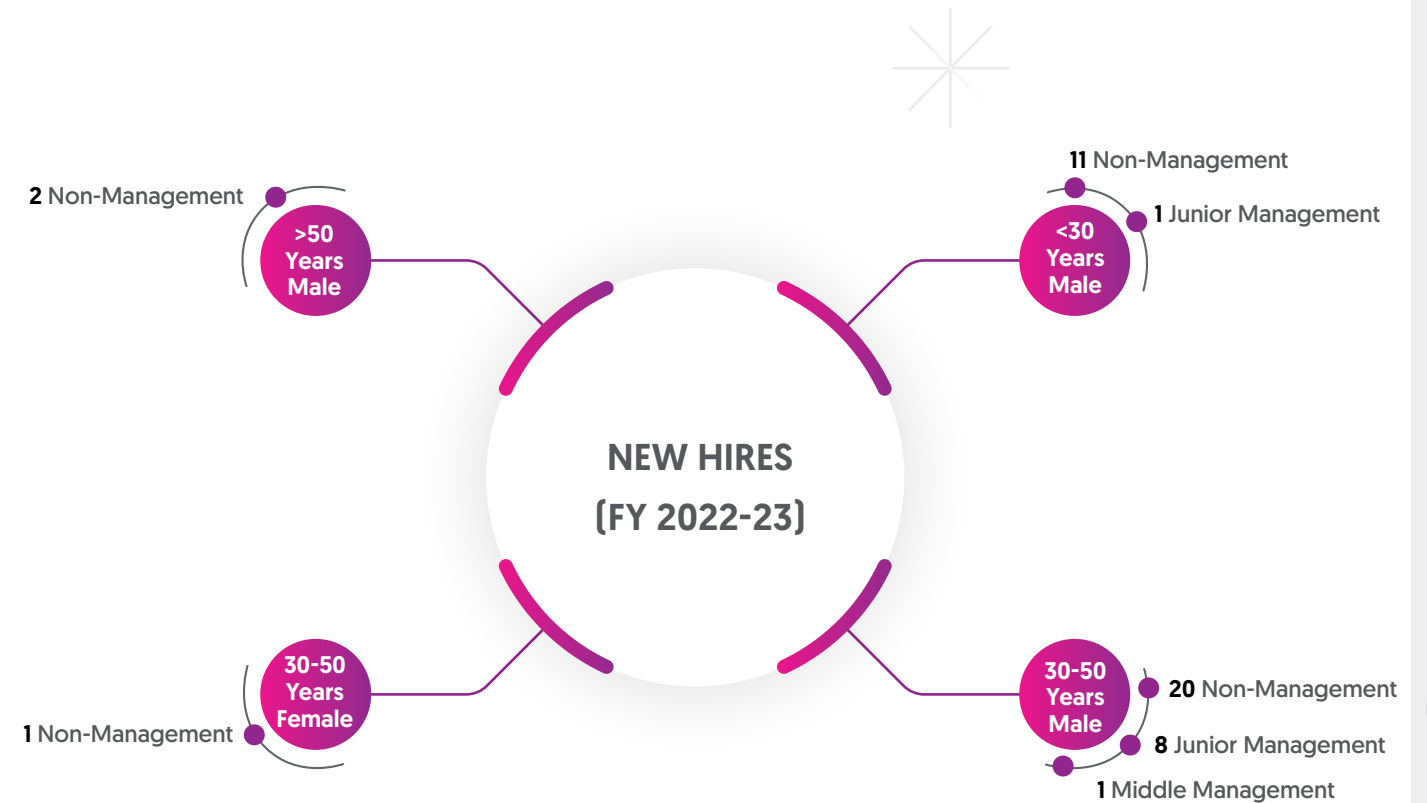 11 Non-Management
2 Non-Management
1 Junior Management
>50
Years
Male
<30
Years
Male
NEW HIRES
(FY 2022-23)
30-50
Years
Female
1 Non-Management
30-50
Years
Male
20 Non-Management
8 Junior Management
1 Middle Management